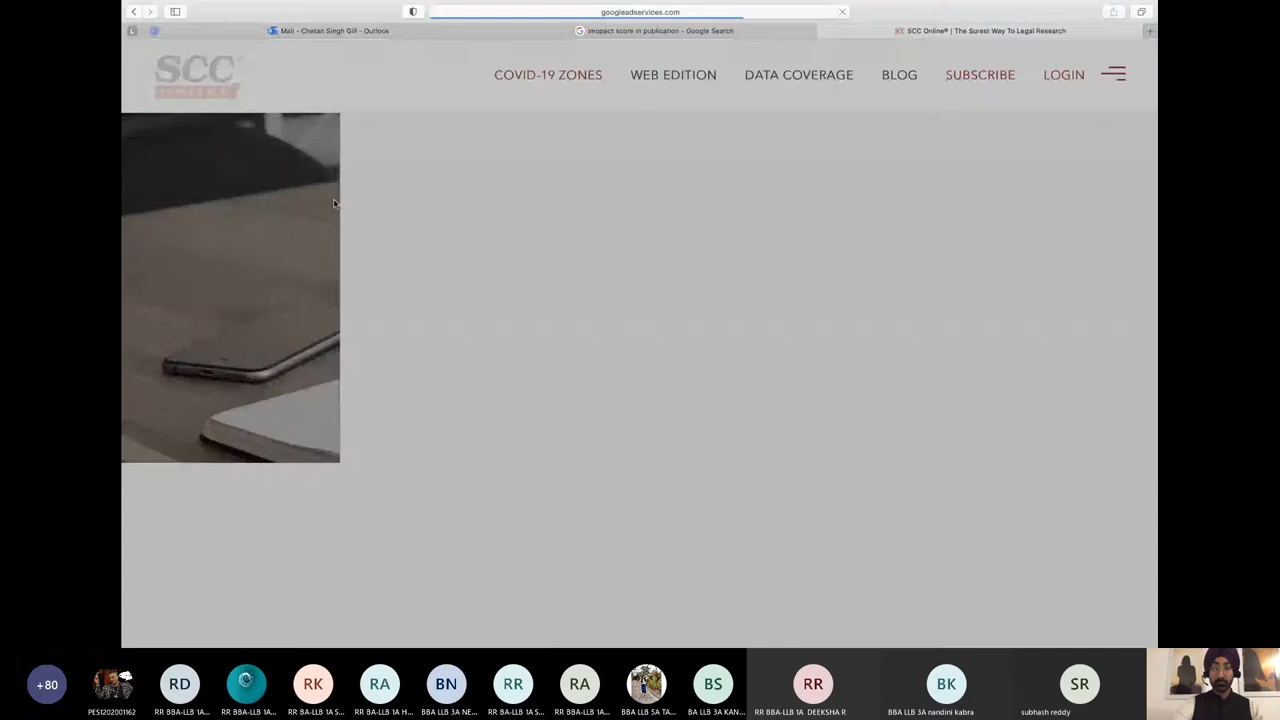 googleadservices.com
L
Mail - Chetan Singh Gill - Outlook
imopact score in publication - Google Search
SCC Online® | The Surest Way To Legal Research
SCC
COVID-19 ZONES
WEB EDITION
DATA COVERAGE
BLOG
SUBSCRIBE
LOGIN
+80
RD
RK
RA
BN
RR
RA
BS
RR
BK
SR
PES1202001162
RR BBA-LLB 1A...
RR BBA-LLB 1A...
RR BA-LLB 1A S...
RR BA-LLB 1A H...
BBA LLB 3A NE...
RR BA-LLB 1A S...
RR BBA-LLB 1A...
BBA LLB 5A TA...
BA LLB 3A KAN...
RR BBA-LLB 1A DEEKSHA R
BBA LLB 3A nandini kabra
subhash reddy